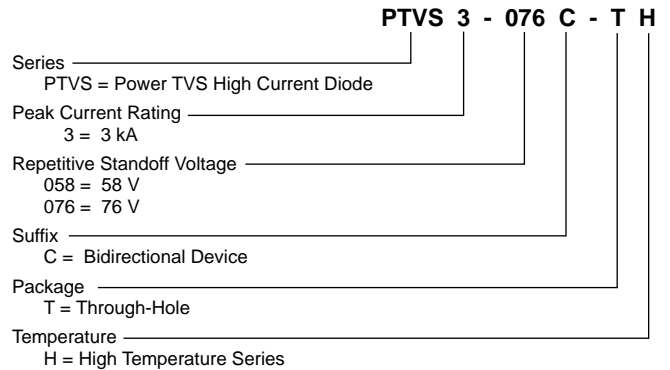 PTVS 3 - 076 C - T H
Series
PTVS = Power TVS High Current Diode
Peak Current Rating
3 = 3 kA
Repetitive Standoff Voltage
058 = 58 V
076 = 76 V
Suffix
C = Bidirectional Device
Package
T = Through-Hole
Temperature
H = High Temperature Series